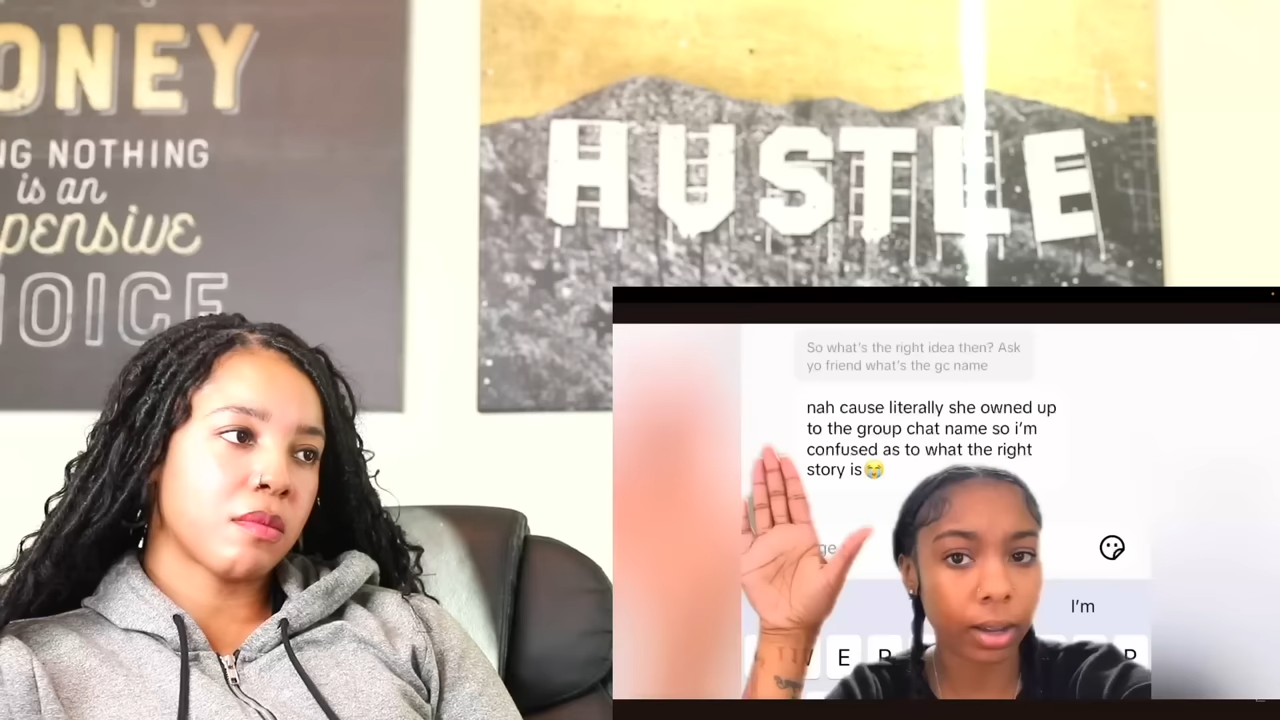 ONEY
NG NOTHING
is an
pensive
HOICE
HUSTLE
So what's the right idea then? Ask
yo friend what's the gc name
nah cause literally she owned up
to the group chat name so i'm
confused as to what the right
story is😭
ge
I'm
E R
P